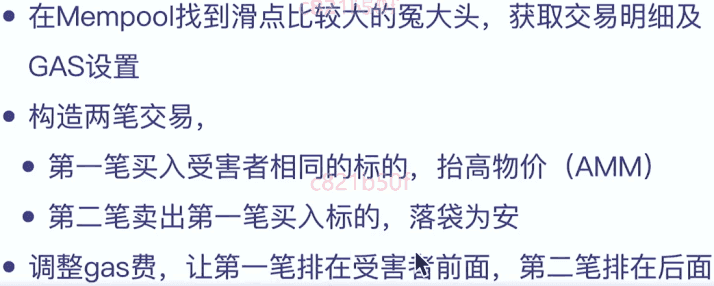 在Mempool找到滑点比较大的冤大头，获取交易明细及
GAS设置
构造两笔交易，
第一笔买入受害者相同的标的，抬高物价（AMM）
c821b50f
第二笔卖出第一笔买入标的，落袋为安
调整gas费，让第一笔排在受害者前面，第二笔排在后面